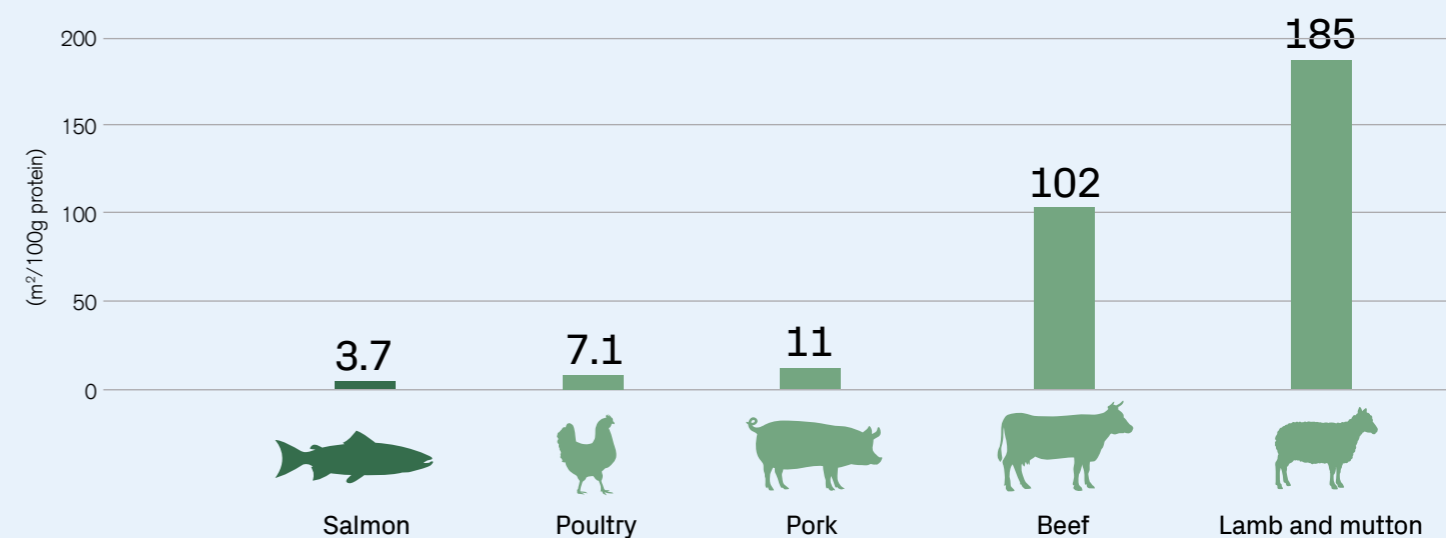 (m²/100g protein)
200
150
100
50
0
3.7
7.1
11
102
185
Salmon
Poultry
Pork
Beef
Lamb and mutton